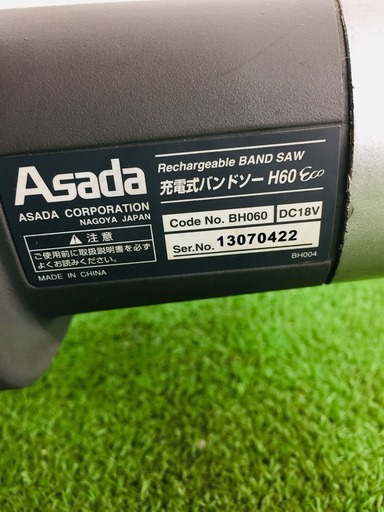 Asada
ASADA CORPORATION
NAGOYA JAPAN
⚠ 注意
ご使用前に取扱説明書を必ず
よくお読みください。
MADE IN CHINA
Rechargeable BAND SAW
充電式バンドソー H60 Eco
Code No. BH060 DC18V
Ser.No. 13070422
BH004